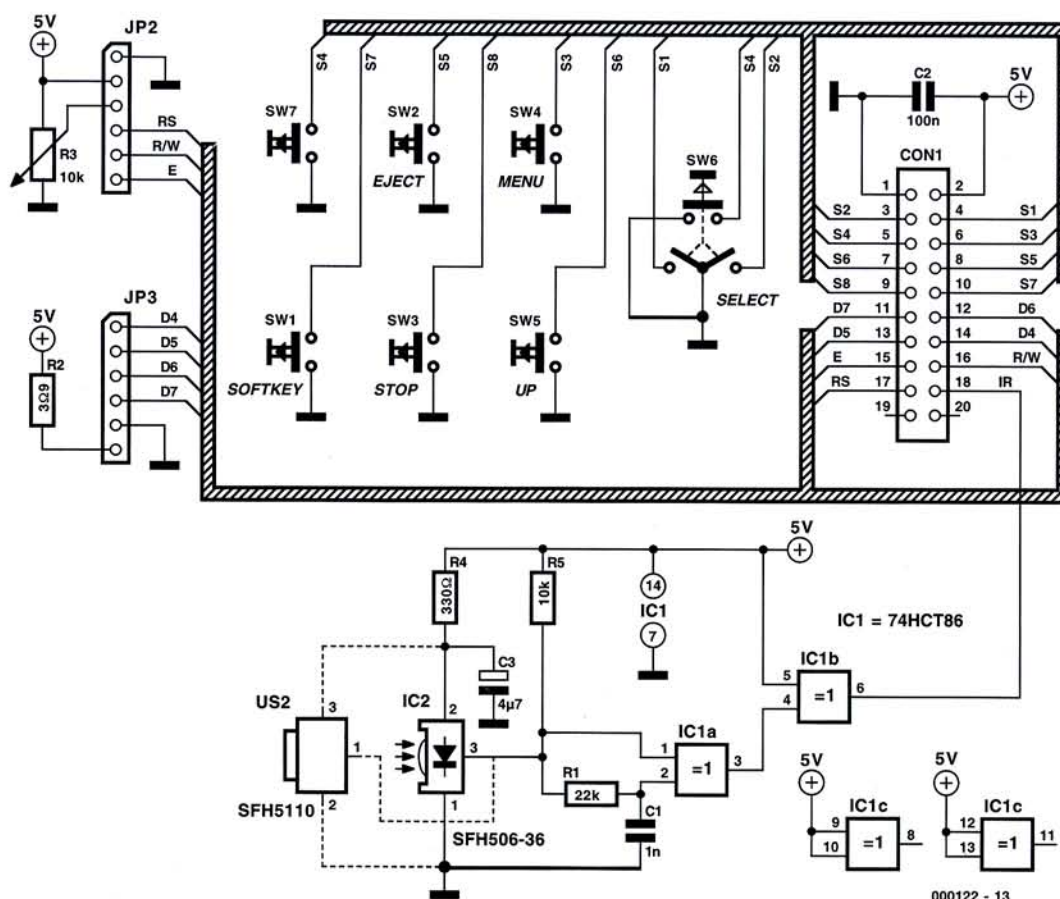 5V
JP2
RS
R/W
E
R3
10k
5V
JP3
R2
3Ω9
D4
D5
D6
D7
S4
S7
S5
S8
S3
S6
S1
S4
S2
SW7
SW2
EJECT
SW4
MENU
SW6
SELECT
SW1
SOFTKEY
SW3
STOP
SW5
UP
C2
100n
5V
CON1
1
2
S2
3
4
S1
S4
5
6
S3
S6
7
8
S5
S8
9
10
S7
D7
11
12
D6
D5
13
14
D4
E
15
16
R/W
RS
17
18
IR
19
20
5V
R4
330Ω
R5
10k
14
IC1
7
IC1 = 74HCT86
C3
4µ7
US2
3
1
2
SFH5110
IC2
2
3
1
SFH506-36
R1
22k
C1
1n
IC1a
1
2
=1
3
IC1b
5
4
=1
6
5V
IC1c
9
10
=1
8
5V
IC1c
12
13
=1
11
000122 - 13